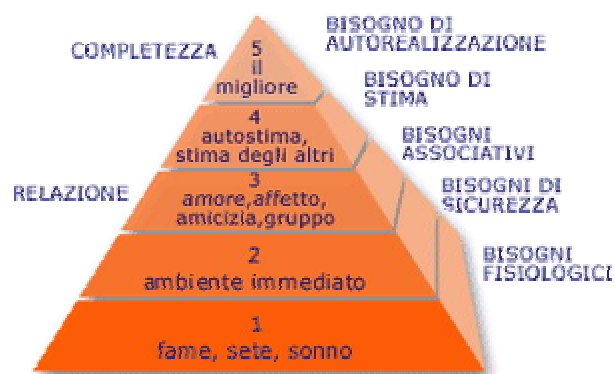 COMPLETEZZA
5
il
migliore
4
autostima,
stima degli altri
RELAZIONE
3
amore,affetto,
amicizia,gruppo
2
ambiente immediato
1
fame, sete, sonno
BISOGNO DI
AUTOREALIZZAZIONE
BISOGNO DI
STIMA
BISOGNI
ASSOCIATIVI
BISOGNI DI
SICUREZZA
BISOGNI
FISIOLOGICI